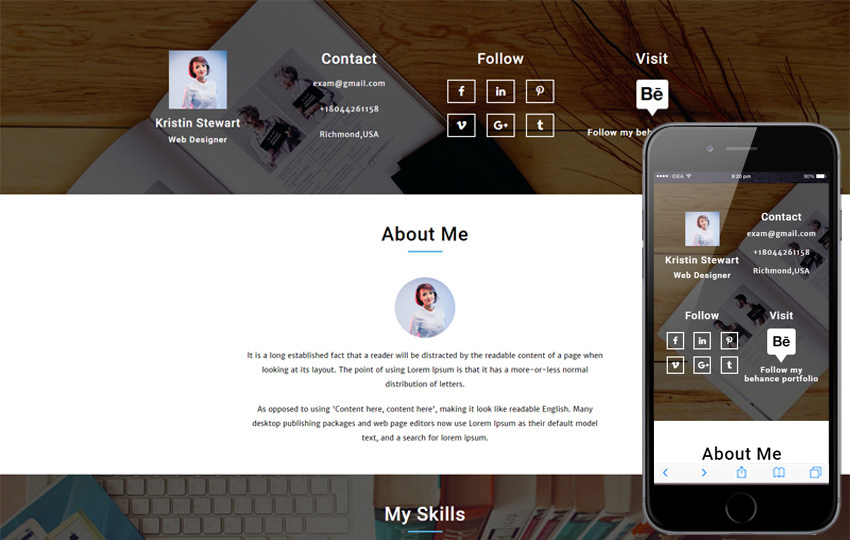 Kristin Stewart
Web Designer
Contact
exam@gmail.com
+18044261158
Richmond,USA
Follow
f
in
G+
t
Visit
Bē
Follow my beh
About Me
It is a long established fact that a reader will be distracted by the readable content of a page when
looking at its layout. The point of using Lorem Ipsum is that it has a more-or-less normal
distribution of letters.
As opposed to using 'Content here, content here', making it look like readable English. Many
desktop publishing packages and web page editors now use Lorem Ipsum as their default model
text, and a search for lorem ipsum.
My Skills
IDEA
9:20 pm
90%
Kristin Stewart
Web Designer
Contact
exam@gmail.com
+18044261158
Richmond,USA
Follow
f
in
G+
t
Visit
Bē
Follow my
behance portfolio
About Me